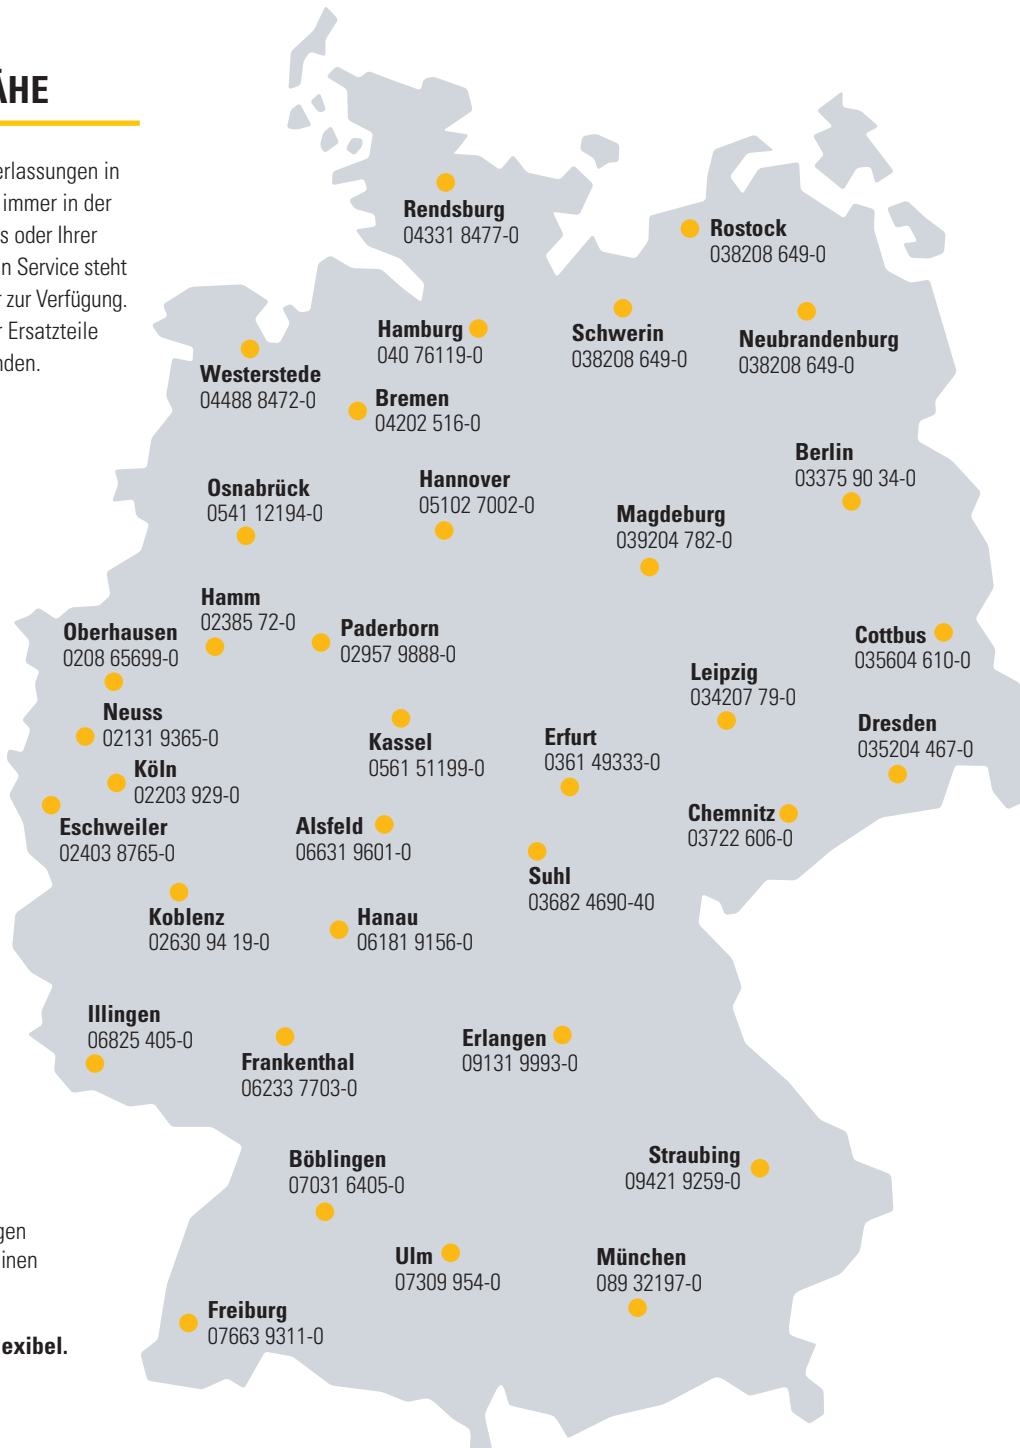 ÄHE
erlassungen in
immer in der
s oder Ihrer
n Service steht
r zur Verfügung.
r Ersatzteile
nden.
Rendsburg
04331 8477-0
Rostock
038208 649-0
Hamburg
040 76119-0
Schwerin
038208 649-0
Neubrandenburg
038208 649-0
Westerstede
04488 8472-0
Bremen
04202 516-0
Berlin
03375 90 34-0
Osnabrück
0541 12194-0
Hannover
05102 7002-0
Magdeburg
039204 782-0
Hamm
02385 72-0
Oberhausen
0208 65699-0
Paderborn
02957 9888-0
Cottbus
035604 610-0
Leipzig
034207 79-0
Neuss
02131 9365-0
Kassel
0561 51199-0
Erfurt
0361 49333-0
Dresden
035204 467-0
Köln
02203 929-0
Eschweiler
02403 8765-0
Alsfeld
06631 9601-0
Chemnitz
03722 606-0
Suhl
03682 4690-40
Koblenz
02630 94 19-0
Hanau
06181 9156-0
Illingen
06825 405-0
Frankenthal
06233 7703-0
Erlangen
09131 9993-0
Böblingen
07031 6405-0
Straubing
09421 9259-0
Ulm
07309 954-0
München
089 32197-0
Freiburg
07663 9311-0
gen
inen
exibel.